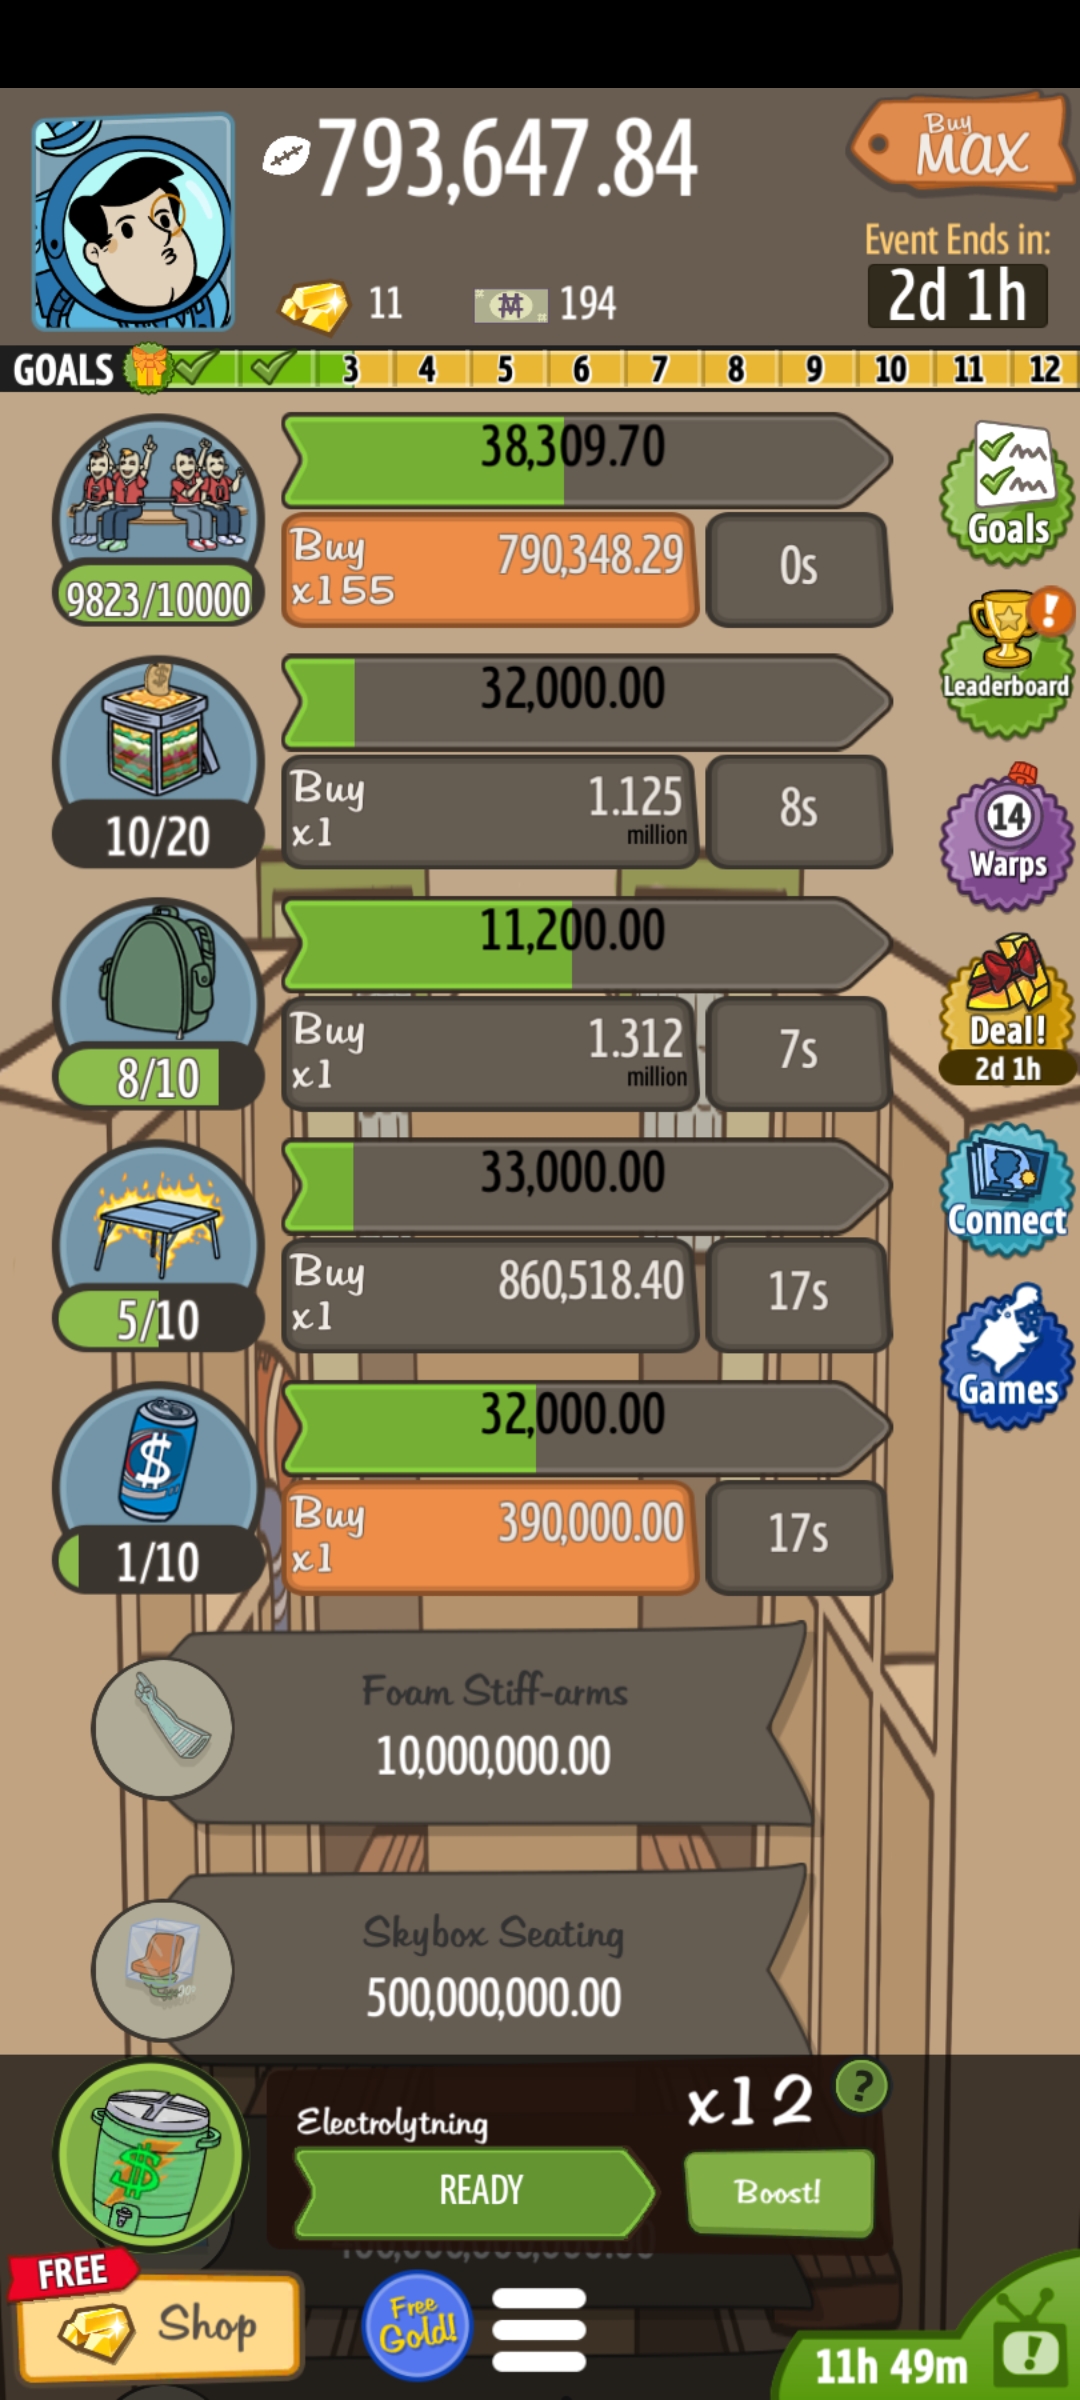 793,647.84
Buy
MAX
Event Ends in:
2d 1h
11
194
GOALS 3 4 5 6 7 8 9 10 11 12
38,309.70
9823/10000
Buy
x155
790,348.29
0s
Goals
32,000.00
10/20
Buy
x1
1.125
million
8s
!
Leaderboard
11,200.00
8/10
Buy
x1
1.312
million
7s
14
Warps
33,000.00
5/10
Buy
x1
860,518.40
17s
Deal!
2d 1h
32,000.00
$
1/10
Buy
x1
390,000.00
17s
Connect
Games
Foam Stiff-arms
10,000,000.00
Skybox Seating
500,000,000.00
$
Electrolytning
x12
?
READY
Boost!
FREE
Shop
Free
Gold!
11h 49m
!